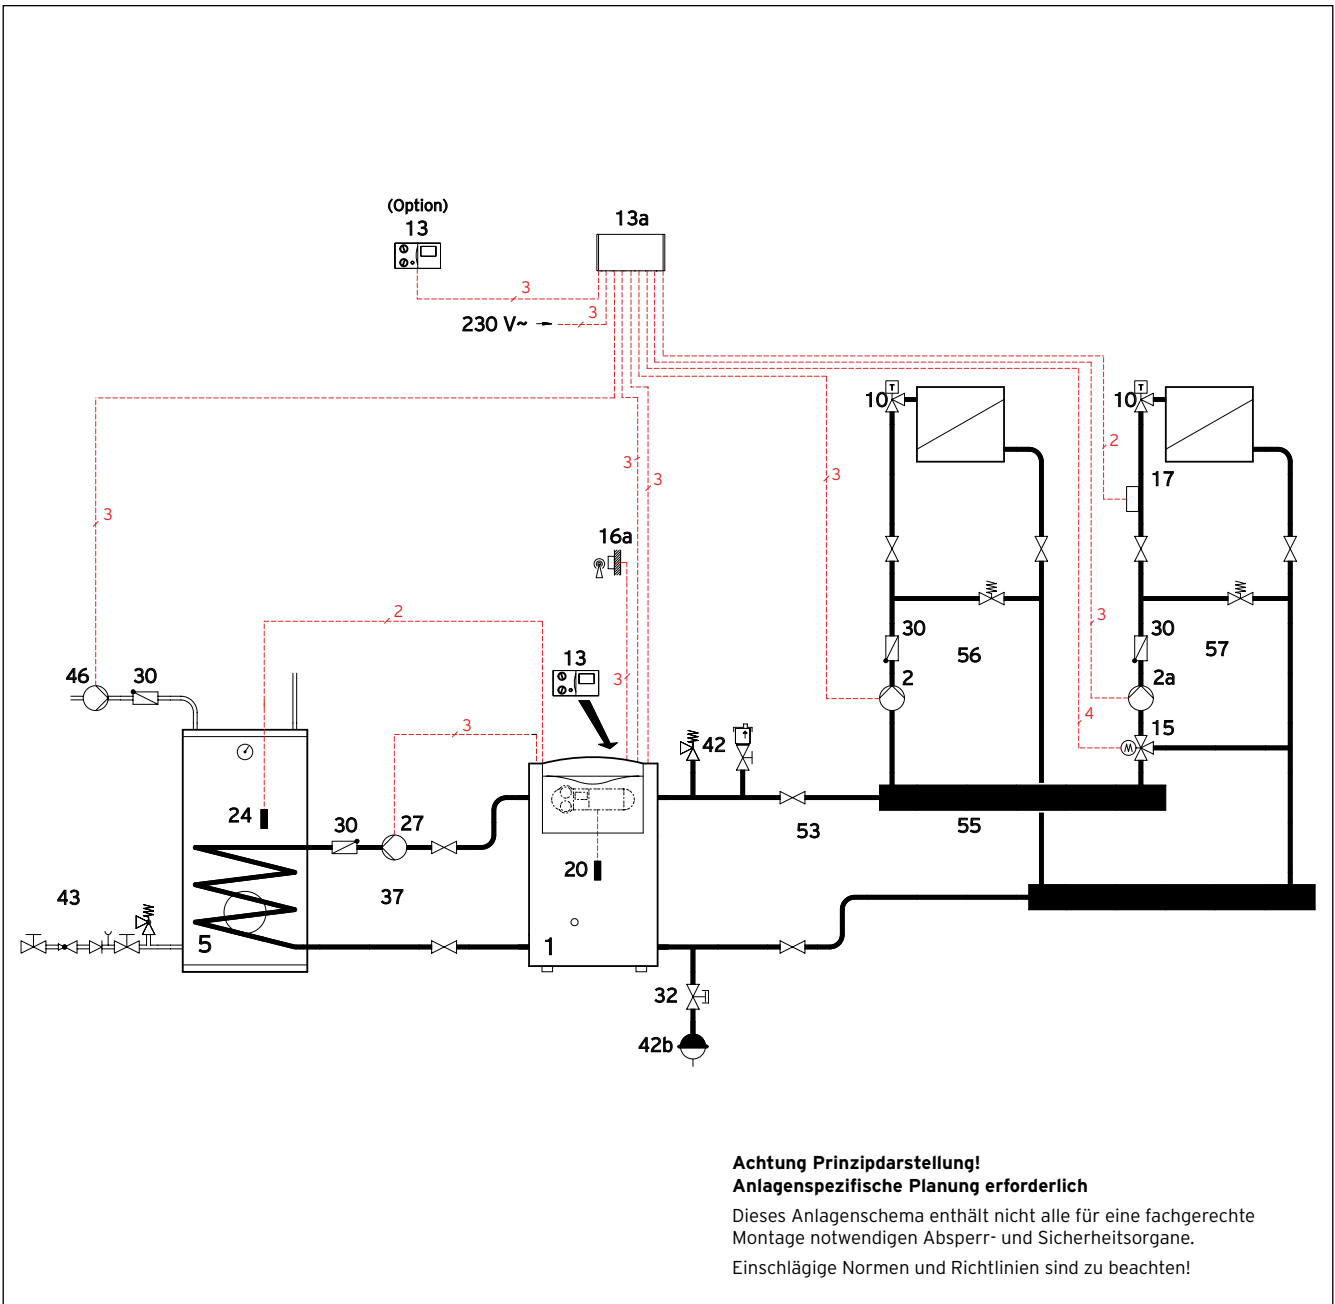 (Option)
13
13a
3
3
230 V~
10
T
10
T
2
17
3
3
3
3
16a
2
3
30
56
30
57
46
30
13
3
2
2a
3
42
4
15
M
24
30
27
53
55
20
43
37
5
1
32
42b
Achtung Prinzipdarstellung!
Anlagenspezifische Planung erforderlich
Dieses Anlagenschema enthält nicht alle für eine fachgerechte
Montage notwendigen Absperr- und Sicherheitsorgane.
Einschlägige Normen und Richtlinien sind zu beachten!